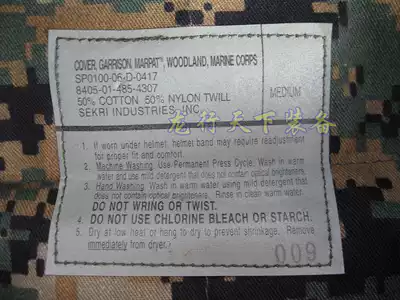 COVER, GARRISON, MARPAT™, WOODLAND, MARINE CORPS
SP0100-06-D-0417
8405-01-485-4307
50% COTTON 50% NYLON TWILL
SEKRI INDUSTRIES, INC.
MEDIUM
龙行天下装备
1. If worn under helmet, helmet band may require readjustment
for proper fit and comfort.
2. Machine Washing: Use Permanent Press Cycle. Wash in warm
water and use mild detergent that does not contain optical brighteners.
3. Hand Washing: Wash in warm water using mild detergent that
does not contain optical brighteners. Rinse in clean warm water.
DO NOT WRING OR TWIST.
4. DO NOT USE CHLORINE BLEACH OR STARCH.
5. Dry at low heat or hang to dry to prevent shrinkage. Remove
immediately from dryer.
009